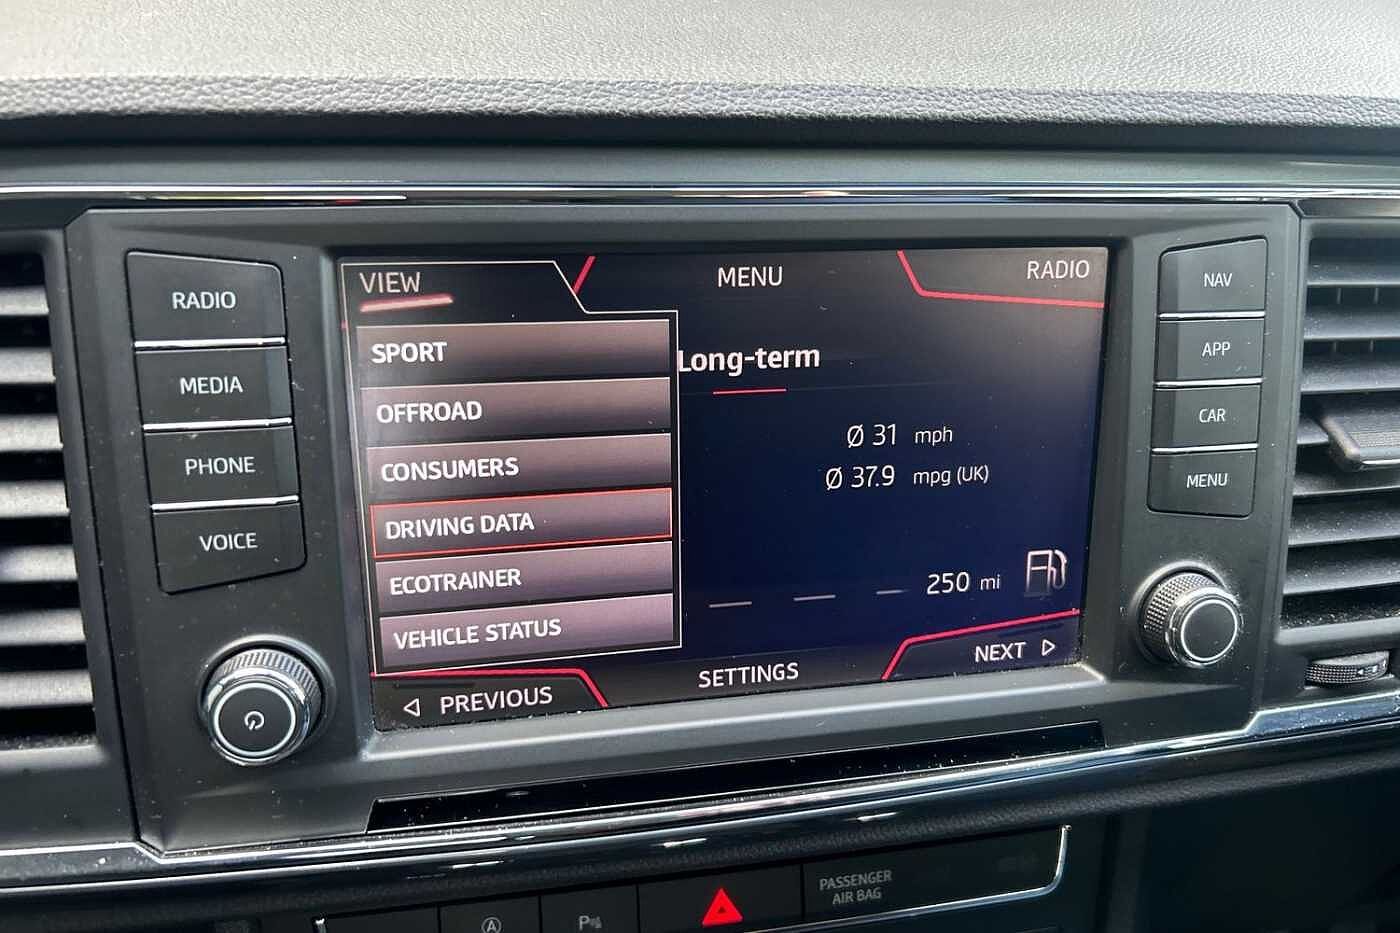 RADIO
MEDIA
PHONE
VOICE
VIEW
MENU
RADIO
SPORT
OFFROAD
CONSUMERS
DRIVING DATA
ECOTRAINER
VEHICLE STATUS
Long-term
Ø 31 mph
Ø 37.9 mpg (UK)
250 mi
PREVIOUS
SETTINGS
NEXT
NAV
APP
CAR
MENU
A
P
PASSENGER
AIR BAG